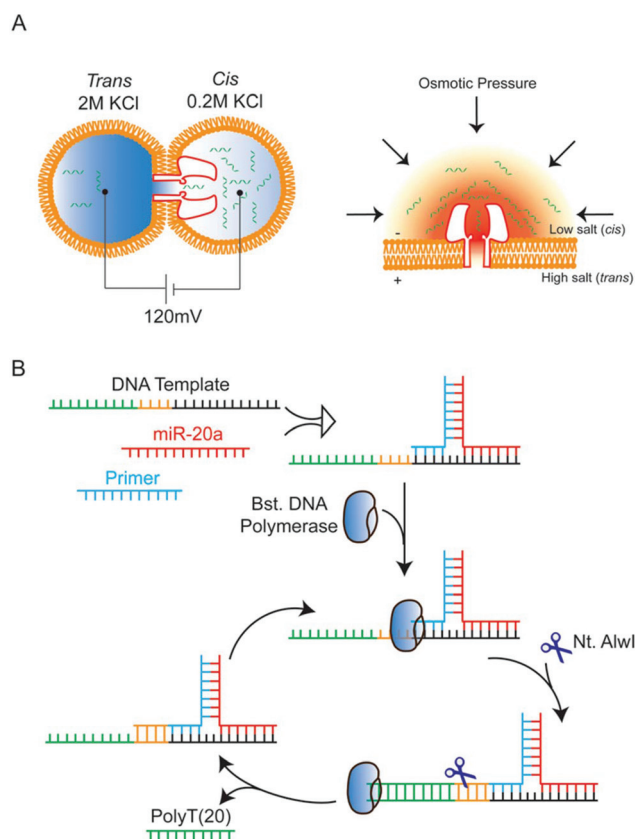 A
Trans
2M KCl
Cis
0.2M KCl
120mV
Osmotic Pressure
-
Low salt (cis)
+
High salt (trans)
B
DNA Template
miR-20a
Primer
Bst. DNA
Polymerase
Nt. AlwI
PolyT(20)